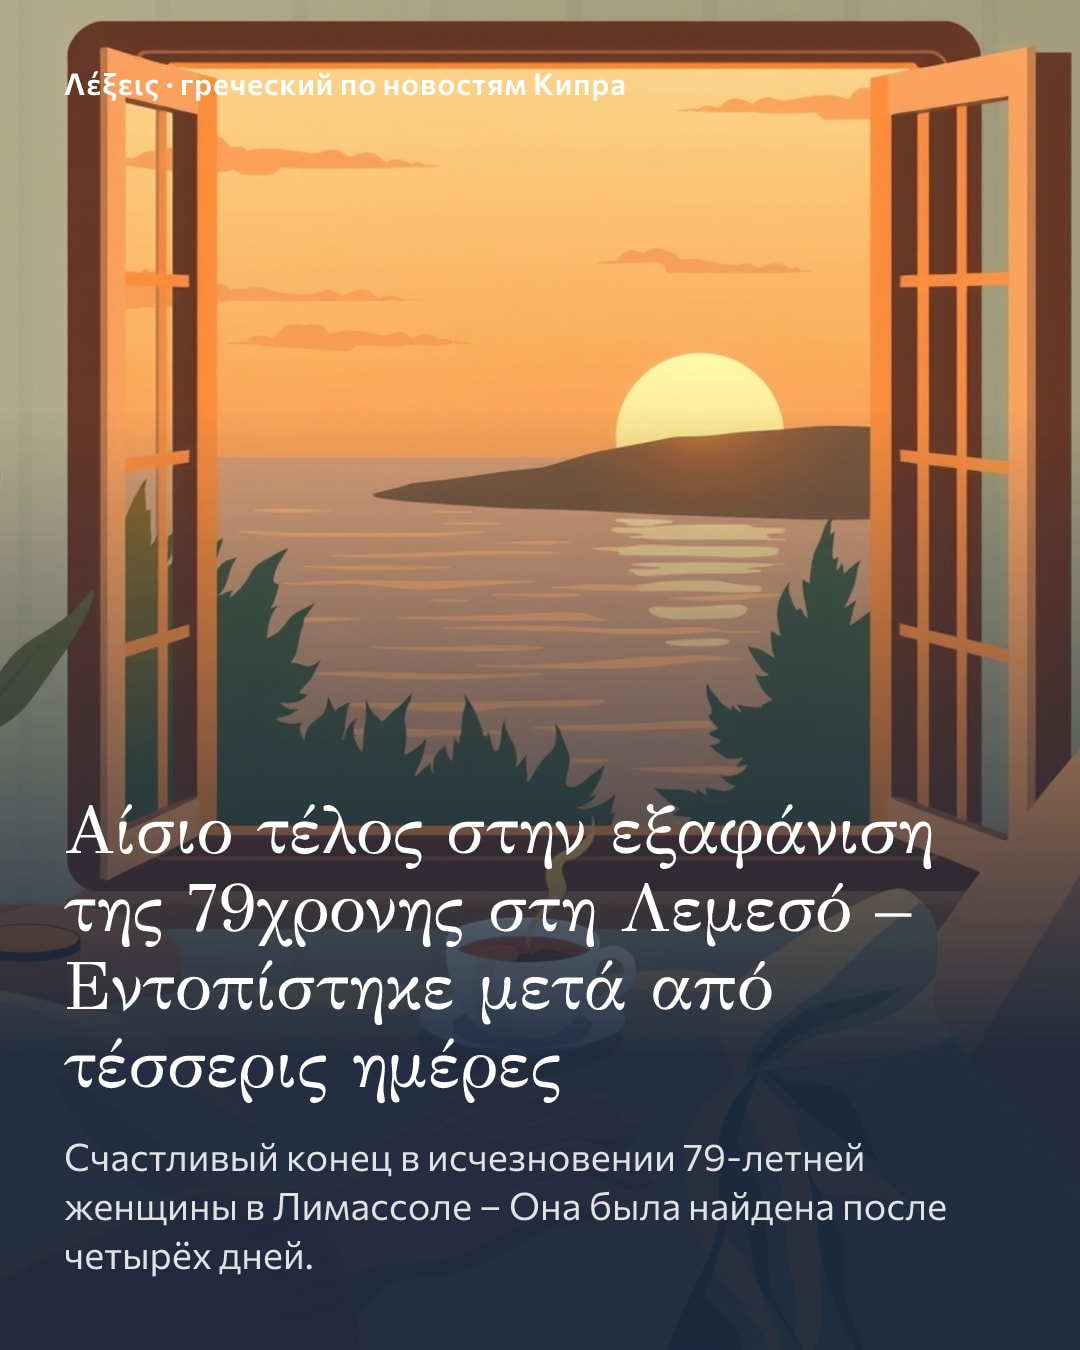 Λέξεις · греческий по новостям Кипра
Αίσιο τέλος στην εξαφάνιση
της 79χρονης στη Λεμεσό –
Εντοπίστηκε μετά από
τέσσερις ημέρες
Счастливый конец в исчезновении 79-летней
женщины в Лимассоле – Она была найдена после
четырёх дней.